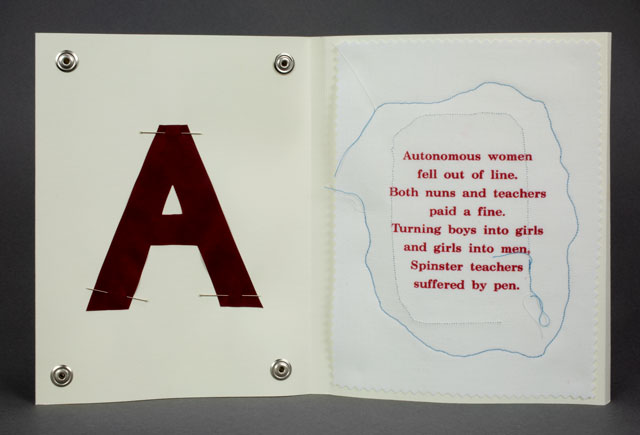 A
Autonomous women
fell out of line.
Both nuns and teachers
paid a fine.
Turning boys into girls
and girls into men,
Spinster teachers
suffered by pen.